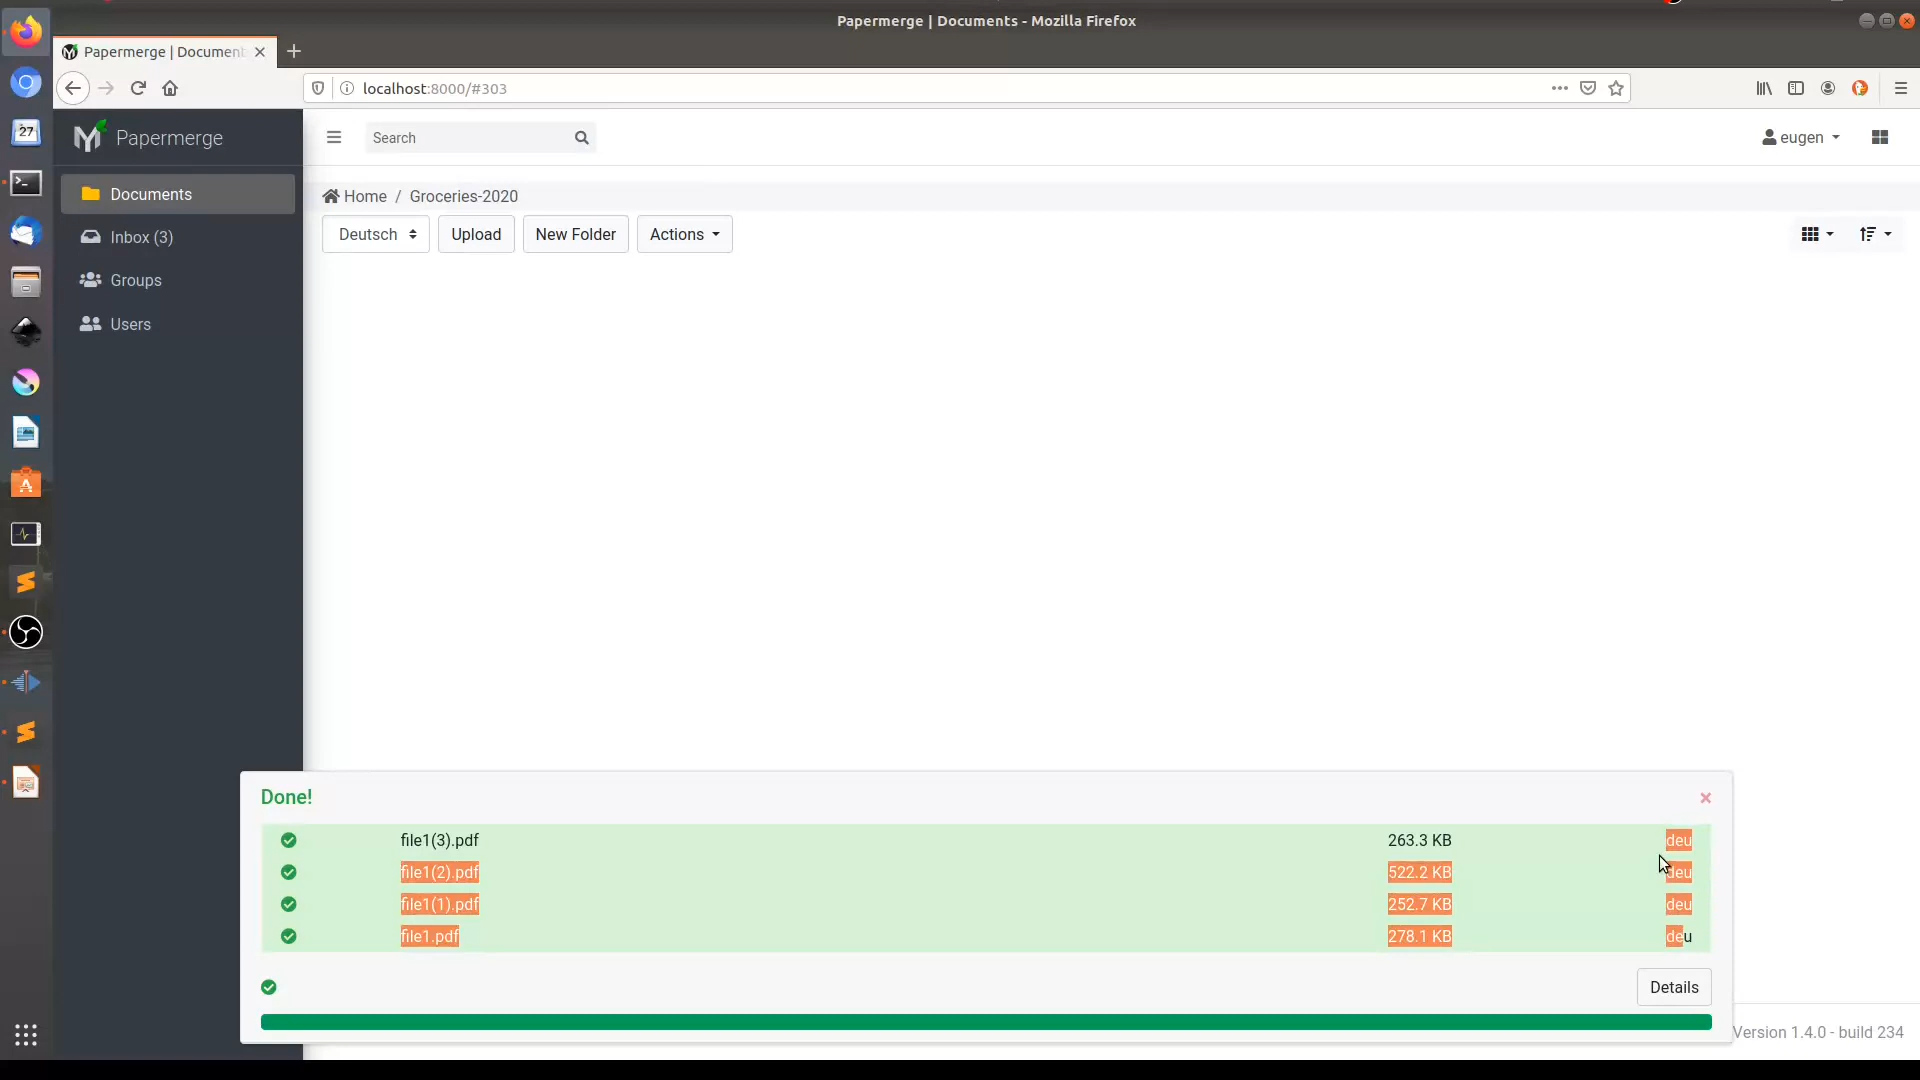 Papermerge | Documents - Mozilla Firefox
Papermerge | Document
localhost:8000/#303
27
Papermerge
Search
eugen
Documents
Home / Groceries-2020
Inbox (3)
Deutsch
Upload
New Folder
Actions
Groups
Users
Done!
file1(3).pdf 263.3 KB deu
file1(2).pdf 522.2 KB deu
file1(1).pdf 252.7 KB deu
file1.pdf 278.1 KB deu
Details
Version 1.4.0 - build 234